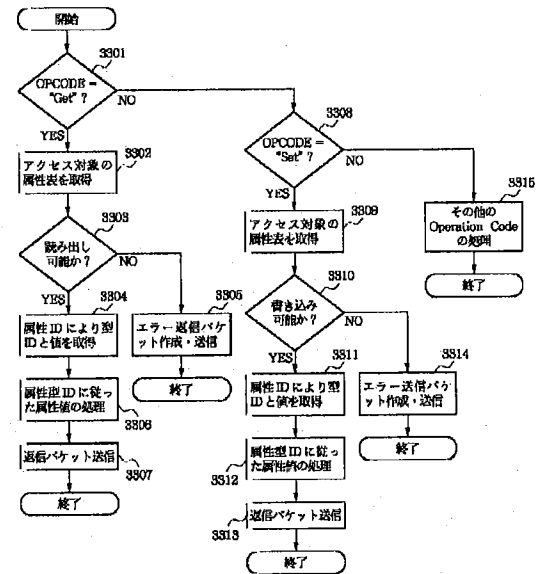 開始
3301
OPCODE =
"Get" ?
NO
YES
3302
アクセス対象の
属性表を取得
3303
読み出し
可能か?
NO
YES
3304
属性IDにより型
IDと値を取得
3305
エラー返信パケ
ット作成・送信
終了
属性型IDに従っ
た属性値の処理
3306
返信パケット送信
3307
終了
3308
OPCODE =
"Set" ?
NO
YES
3309
アクセス対象の
属性表を取得
3310
書き込み
可能か?
NO
YES
3311
属性IDにより型
IDと値を取得
3314
エラー送信パケ
ット作成・送信
終了
属性型IDに従っ
た属性値の処理
3312
返信パケット送信
3313
終了
3315
その他の
Operation Code
の処理
終了